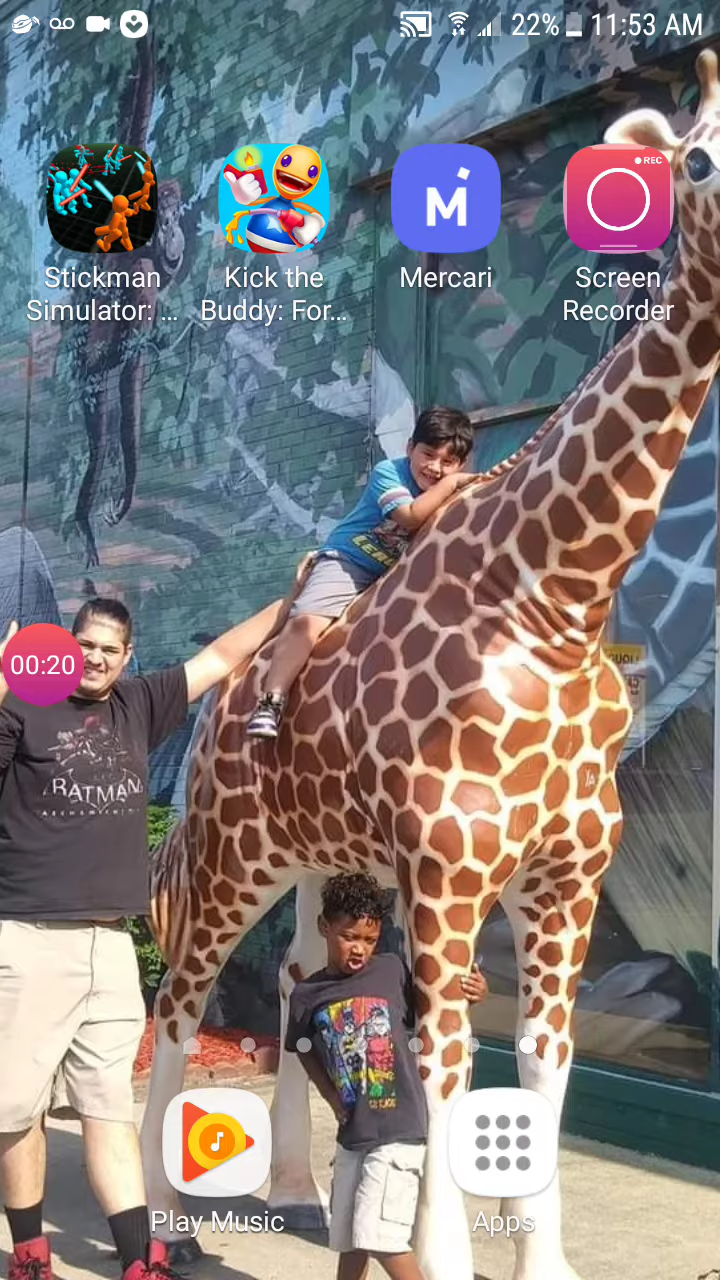 22% 11:53 AM
REC
M
Stickman
Simulator: ...
Kick the
Buddy: For...
Mercari
Screen
Recorder
00:20
BATMAN
Play Music
Apps